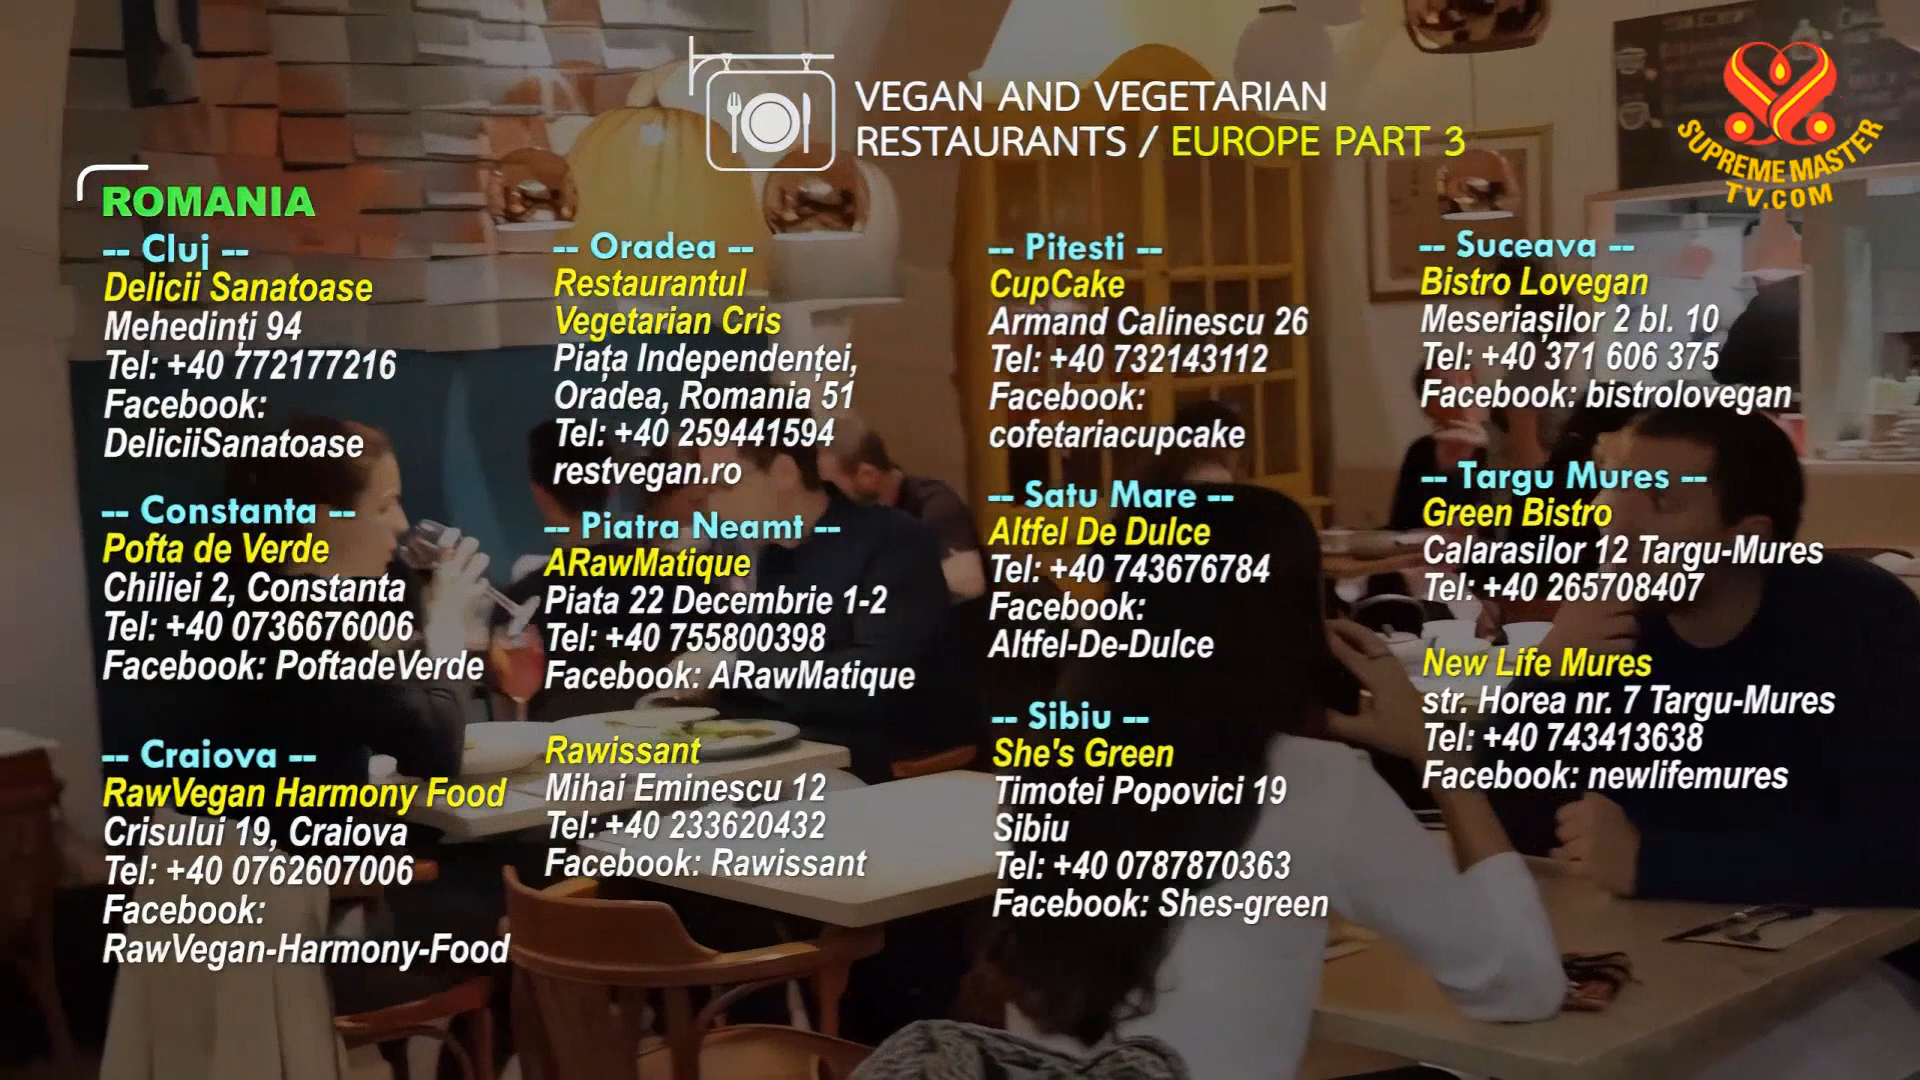 VEGAN AND VEGETARIAN
RESTAURANTS / EUROPE PART 3
SUPREME MASTER
TV.COM
ROMANIA
-- Cluj --
Delicii Sanatoase
Mehedinți 94
Tel: +40 772177216
Facebook:
DeliciiSanatoase
-- Constanta --
Pofta de Verde
Chiliei 2, Constanta
Tel: +40 0736676006
Facebook: PoftadeVerde
-- Craiova --
RawVegan Harmony Food
Crisului 19, Craiova
Tel: +40 0762607006
Facebook:
RawVegan-Harmony-Food
-- Oradea --
Restaurantul
Vegetarian Cris
Piața Independenței,
Oradea, Romania 51
Tel: +40 259441594
restvegan.ro
-- Piatra Neamt --
ARawMatique
Piata 22 Decembrie 1-2
Tel: +40 755800398
Facebook: ARawMatique
Rawissant
Mihai Eminescu 12
Tel: +40 233620432
Facebook: Rawissant
-- Pitesti --
CupCake
Armand Calinescu 26
Tel: +40 732143112
Facebook:
cofetariacupcake
-- Satu Mare --
Altfel De Dulce
Tel: +40 743676784
Facebook:
Altfel-De-Dulce
-- Sibiu --
She's Green
Timotei Popovici 19
Sibiu
Tel: +40 0787870363
Facebook: Shes-green
-- Suceava --
Bistro Lovegan
Meseriașilor 2 bl. 10
Tel: +40 371 606 375
Facebook: bistrolovegan
-- Targu Mures --
Green Bistro
Calarasilor 12 Targu-Mures
Tel: +40 265708407
New Life Mures
str. Horea nr. 7 Targu-Mures
Tel: +40 743413638
Facebook: newlifemures